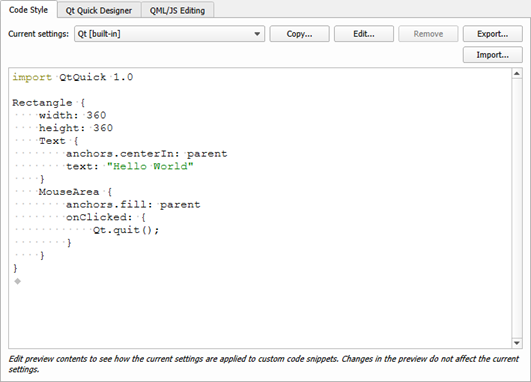 Code Style Qt Quick Designer QML/JS Editing
Current settings: Qt [built-in] Copy... Edit... Remove Export...
Import...
import QtQuick 1.0
Rectangle {
    width: 360
    height: 360
    Text {
        anchors.centerIn: parent
        text: "Hello World"
    }
    MouseArea {
        anchors.fill: parent
        onClicked: {
            Qt.quit();
        }
    }
}
Edit preview contents to see how the current settings are applied to custom code snippets. Changes in the preview do not affect the current
settings.